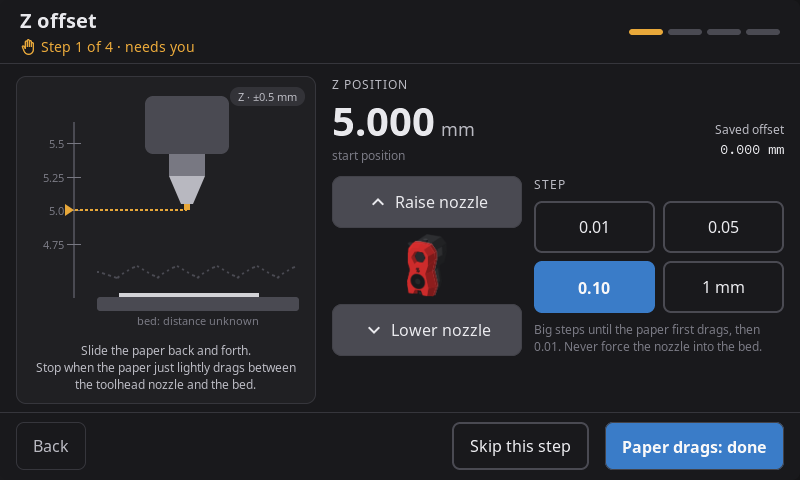 Z offset
Step 1 of 4 · needs you
Z · ±0.5 mm
5.5
5.25
5.0
4.75
bed: distance unknown
Slide the paper back and forth.
Stop when the paper just lightly drags between
the toolhead nozzle and the bed.
Z POSITION
5.000 mm
start position
Saved offset
0.000 mm
Raise nozzle
Lower nozzle
STEP
0.01
0.05
0.10
1 mm
Big steps until the paper first drags, then
0.01. Never force the nozzle into the bed.
Back
Skip this step
Paper drags: done